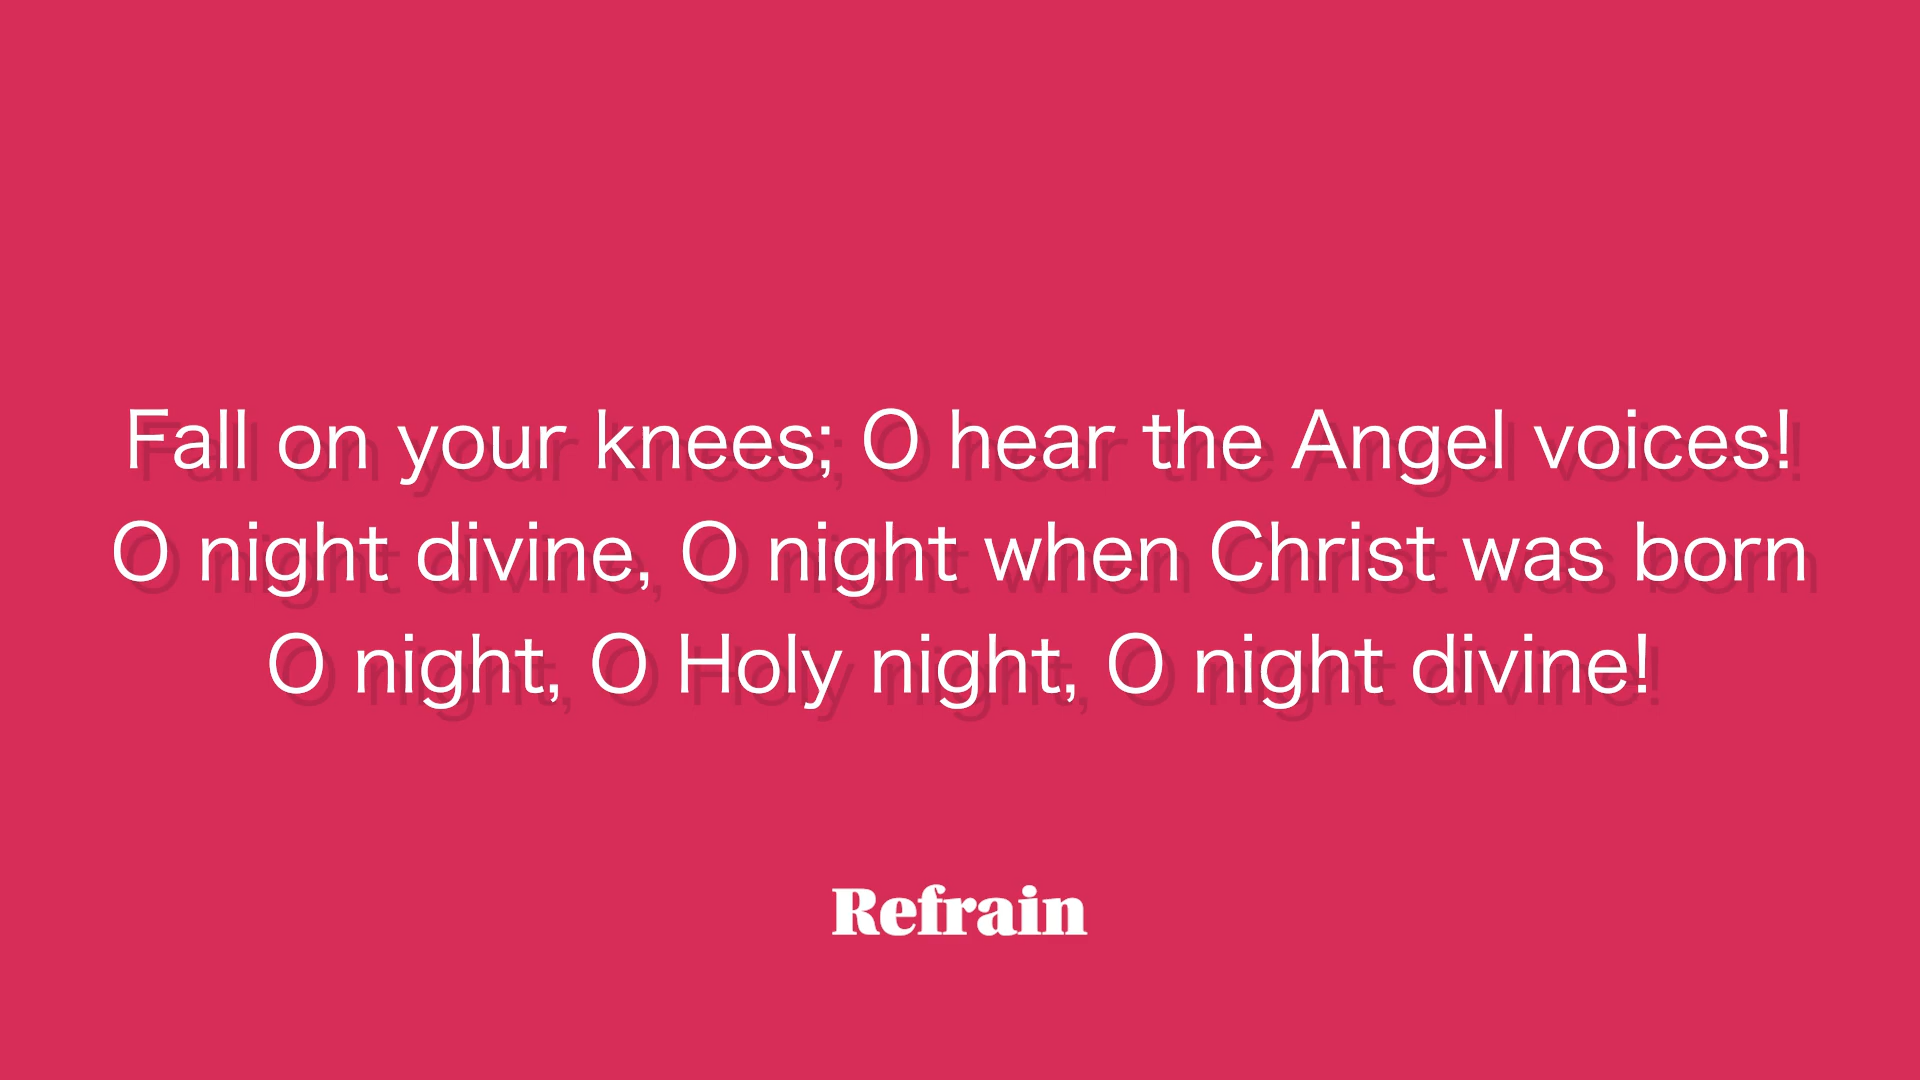 Fall on your knees; O hear the Angel voices!
O night divine, O night when Christ was born
O night, O Holy night, O night divine!
Refrain